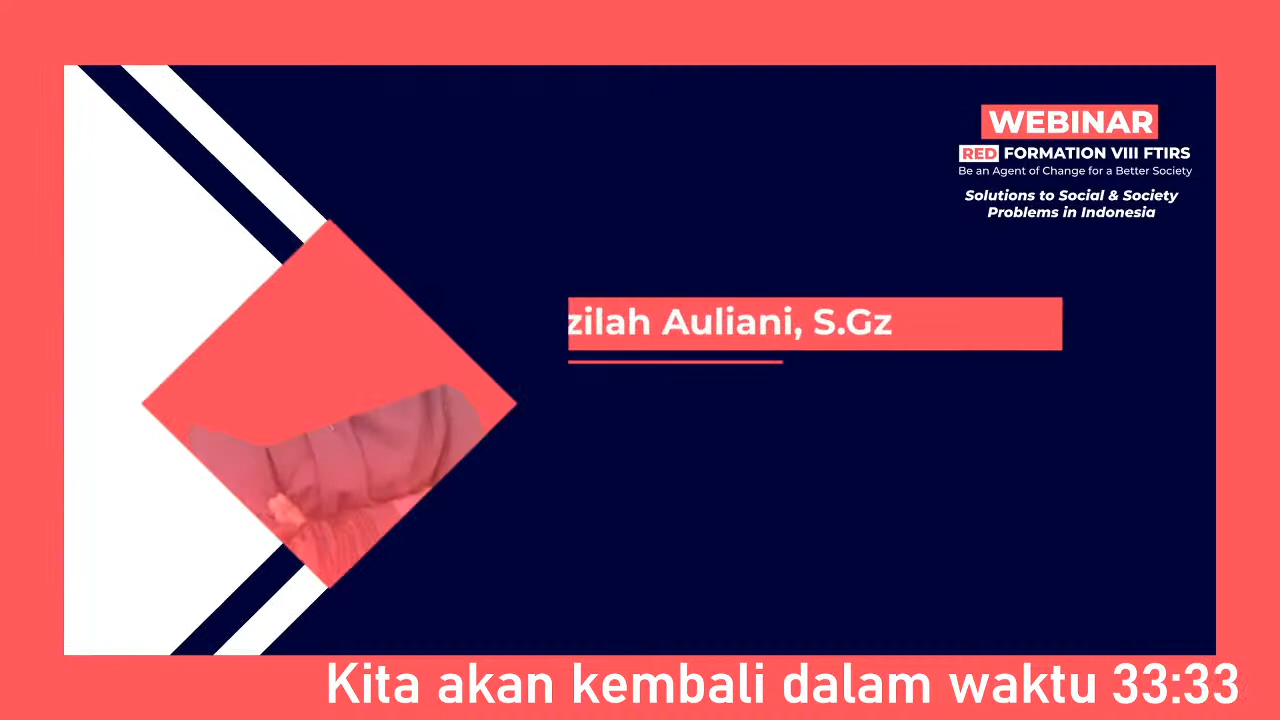 WEBINAR
RED FORMATION VIII FTIRS
Be an Agent of Change for a Better Society
Solutions to Social & Society
Problems in Indonesia
zilah Auliani, S.Gz
Kita akan kembali dalam waktu 33:33